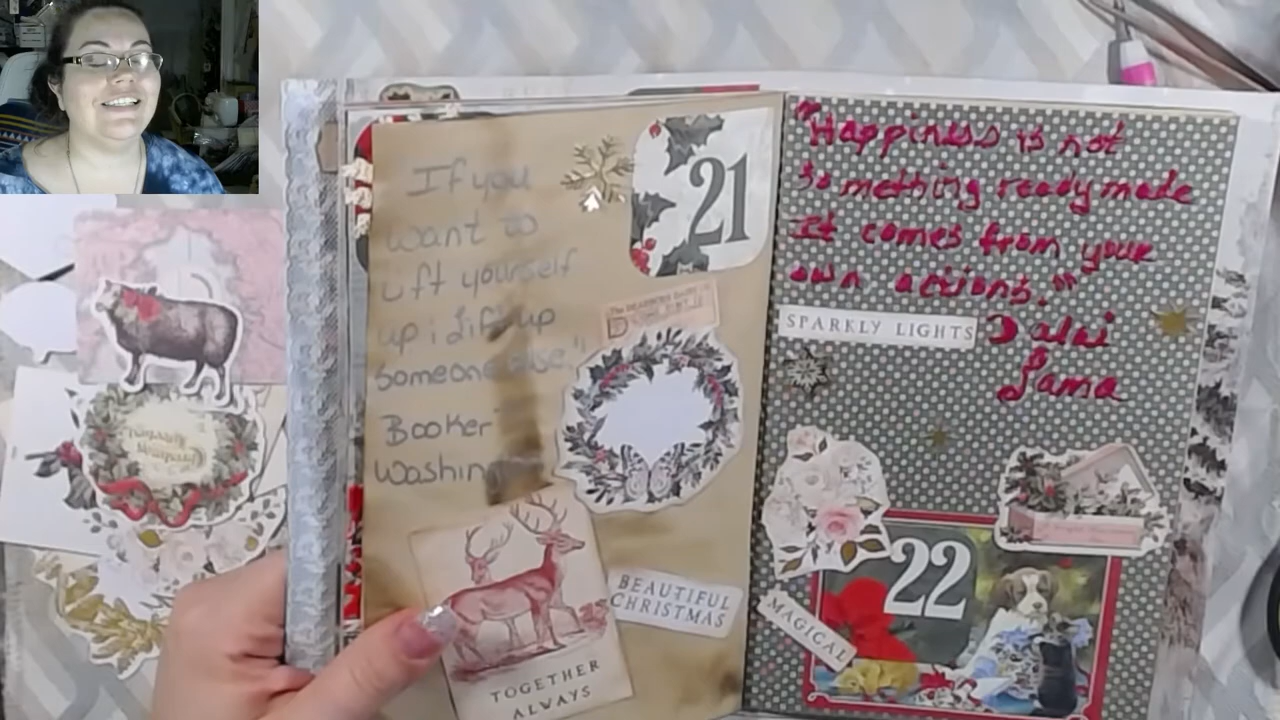 If you
want to
Lift yourself
up ; Lift up
someone else."
Booker T
21
TOGETHER
ALWAYS
BEAUTIFUL
CHRISTMAS
"Happiness is not
something ready made
It comes from your
own actions."
SPARKLY LIGHTS
Dalai
Lama
22
MAGICAL